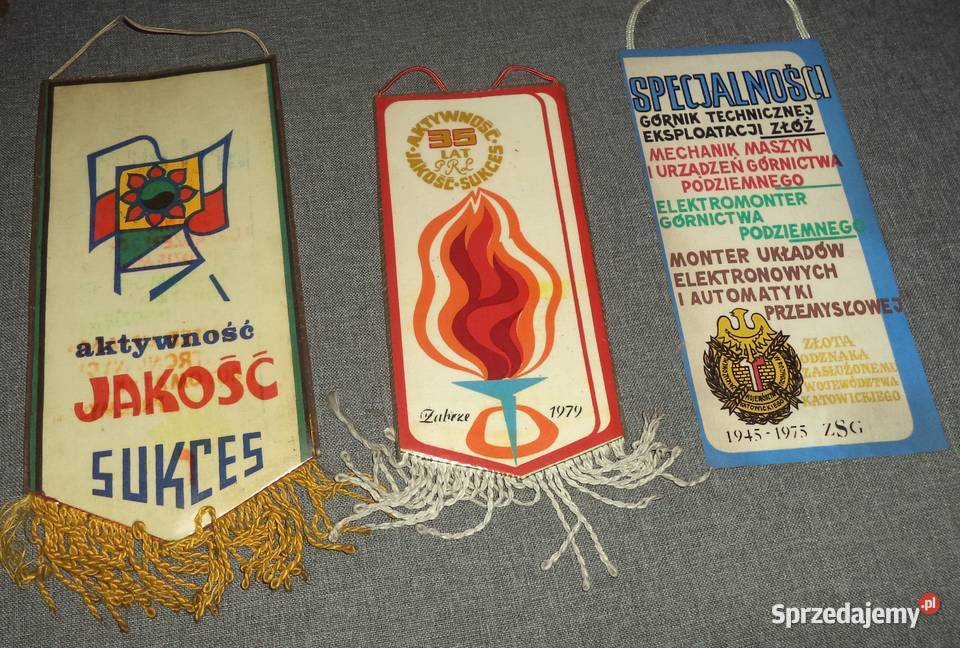 aktywność
JAKOŚĆ
SUKCES
AKTYWNOŚĆ
35
LAT
PRL
JAKOŚĆ · SUKCES
Zabrze 1979
SPECJALNOŚCI
GÓRNIK TECHNICZNEJ
EKSPLOATACJI ZŁÓŻ
MECHANIK MASZYN
I URZĄDZEŃ GÓRNICTWA
PODZIEMNEGO
ELEKTROMONTER
GÓRNICTWA
PODZIEMNEGO
MONTER UKŁADÓW
ELEKTRONOWYCH
I AUTOMATYKI
PRZEMYSŁOWEJ
ZŁOTA
ODZNAKA
ZASŁUŻONEMU
WOJEWÓDZTWA
KATOWICKIEGO
1945-1975 ZSG
Sprzedajemy.pl